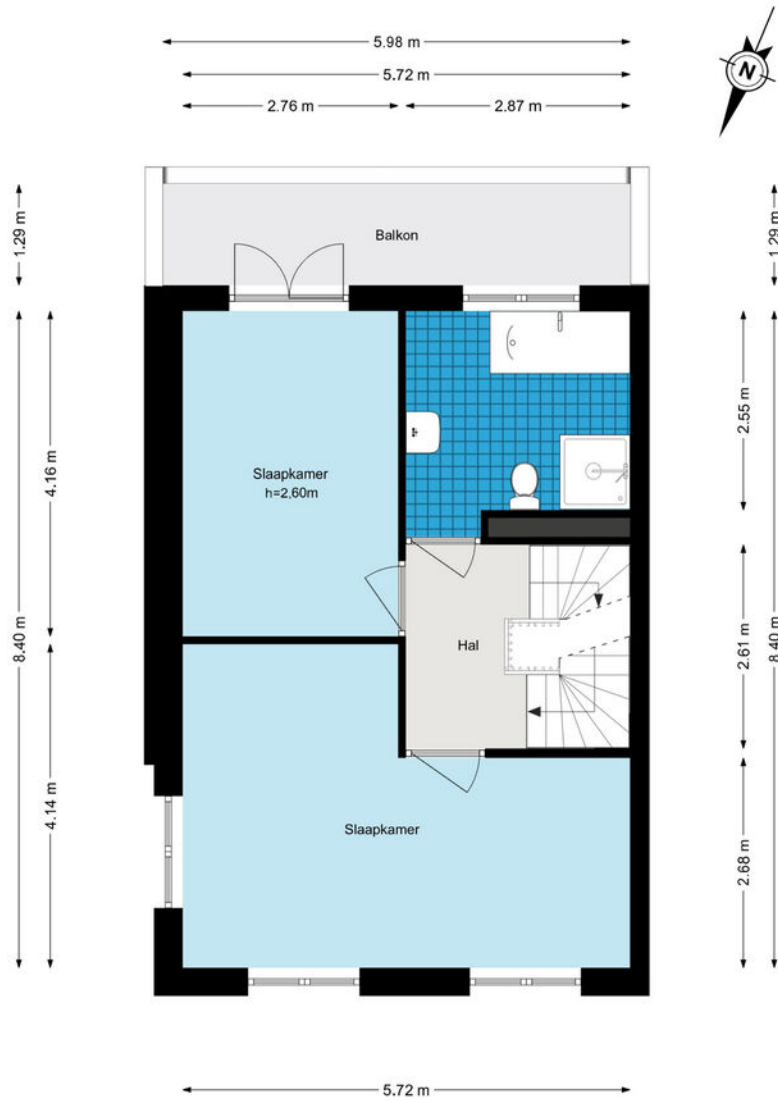 5.98 m
5.72 m
2.76 m
2.87 m
N
1.29 m
1.29 m
Balkon
8.40 m
4.16 m
4.14 m
Slaapkamer
h=2,60m
2.55 m
2.61 m
2.68 m
8.40 m
Hal
Slaapkamer
5.72 m